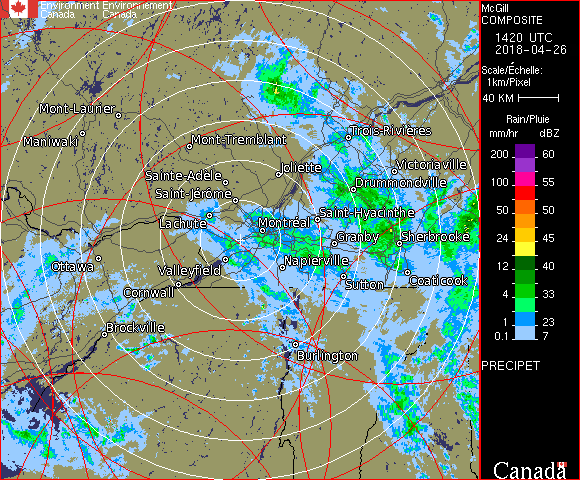 Environment Environnement
Canada Canada
McGill
COMPOSITE
1420 UTC
2018-04-26
Scale/Échelle:
1km/Pixel
40 KM
Rain/Pluie
mm/hr dBZ
200 60
100 55
50 50
24 45
12 40
8 33
4 33
1 23
0.1 7
PRECIPET
Canada
Mont-Laurier
Maniwaki
Trois-Rivières
Mont-Tremblant
Joliette
Victoriaville
Sainte-Adèle
Drummondville
Saint-Jérôme
Saint-Hyacinthe
Lachute
Montréal
Granby
Sherbrooke
Ottawa
Valleyfield
Napierville
Cornwall
Sutton
Coaticook
Brockville
Burlington